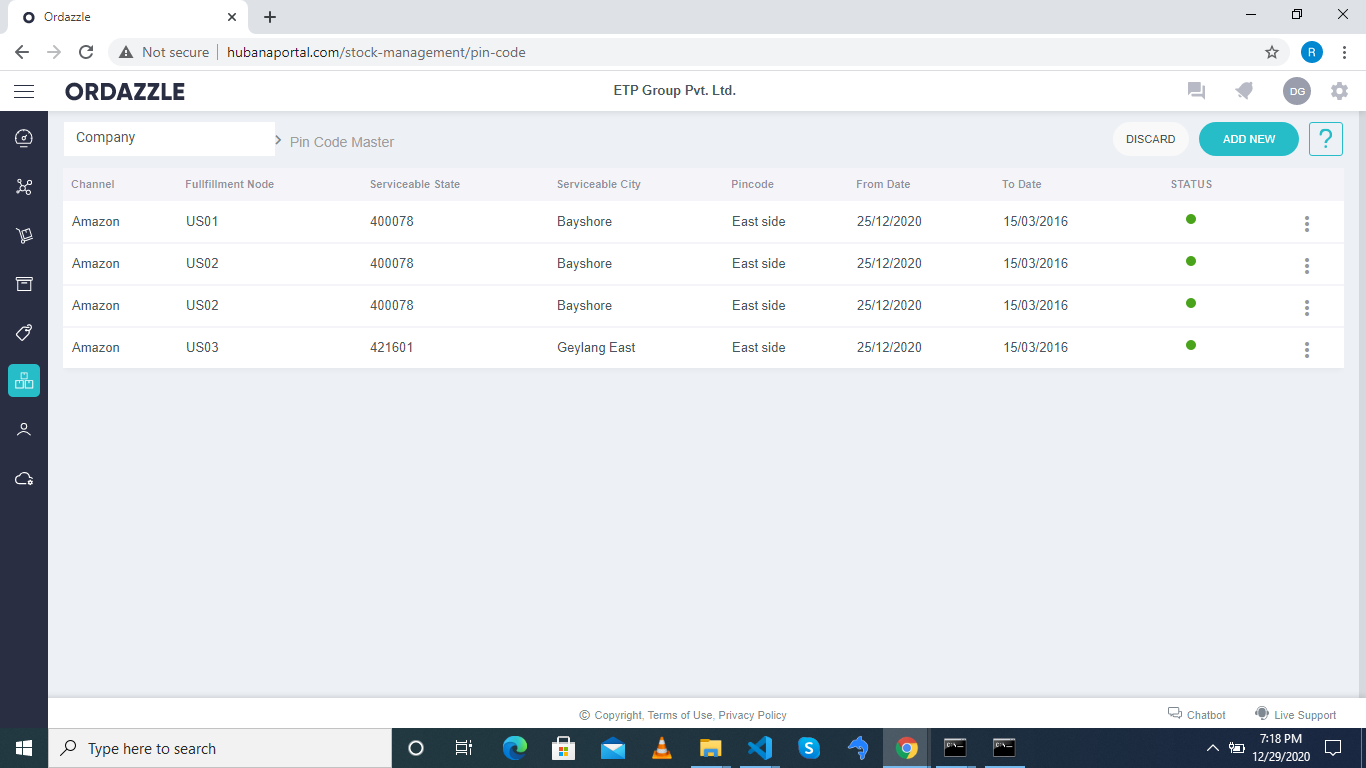 Ordazzle
Not secure hubanaportal.com/stock-management/pin-code R
ORDAZZLE ETP Group Pvt. Ltd. DG
Company Pin Code Master DISCARD ADD NEW ?
Channel Fullfillment Node Serviceable State Serviceable City Pincode From Date To Date STATUS
Amazon US01 400078 Bayshore East side 25/12/2020 15/03/2016
Amazon US02 400078 Bayshore East side 25/12/2020 15/03/2016
Amazon US02 400078 Bayshore East side 25/12/2020 15/03/2016
Amazon US03 421601 Geylang East East side 25/12/2020 15/03/2016
© Copyright, Terms of Use, Privacy Policy Chatbot Live Support
Type here to search 7:18 PM
12/29/2020